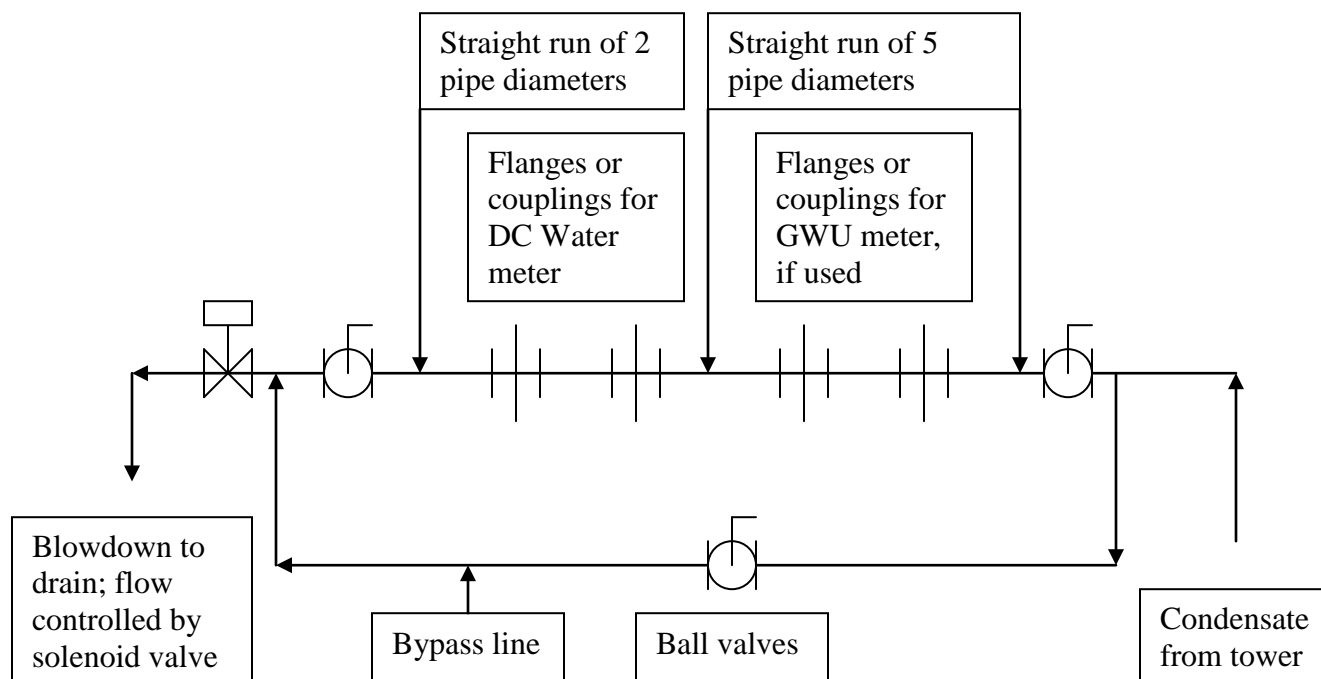 Straight run of 2
pipe diameters
Straight run of 5
pipe diameters
Flanges or
couplings for
DC Water
meter
Flanges or
couplings for
GWU meter,
if used
Blowdown to
drain; flow
controlled by
solenoid valve
Bypass line
Ball valves
Condensate
from tower